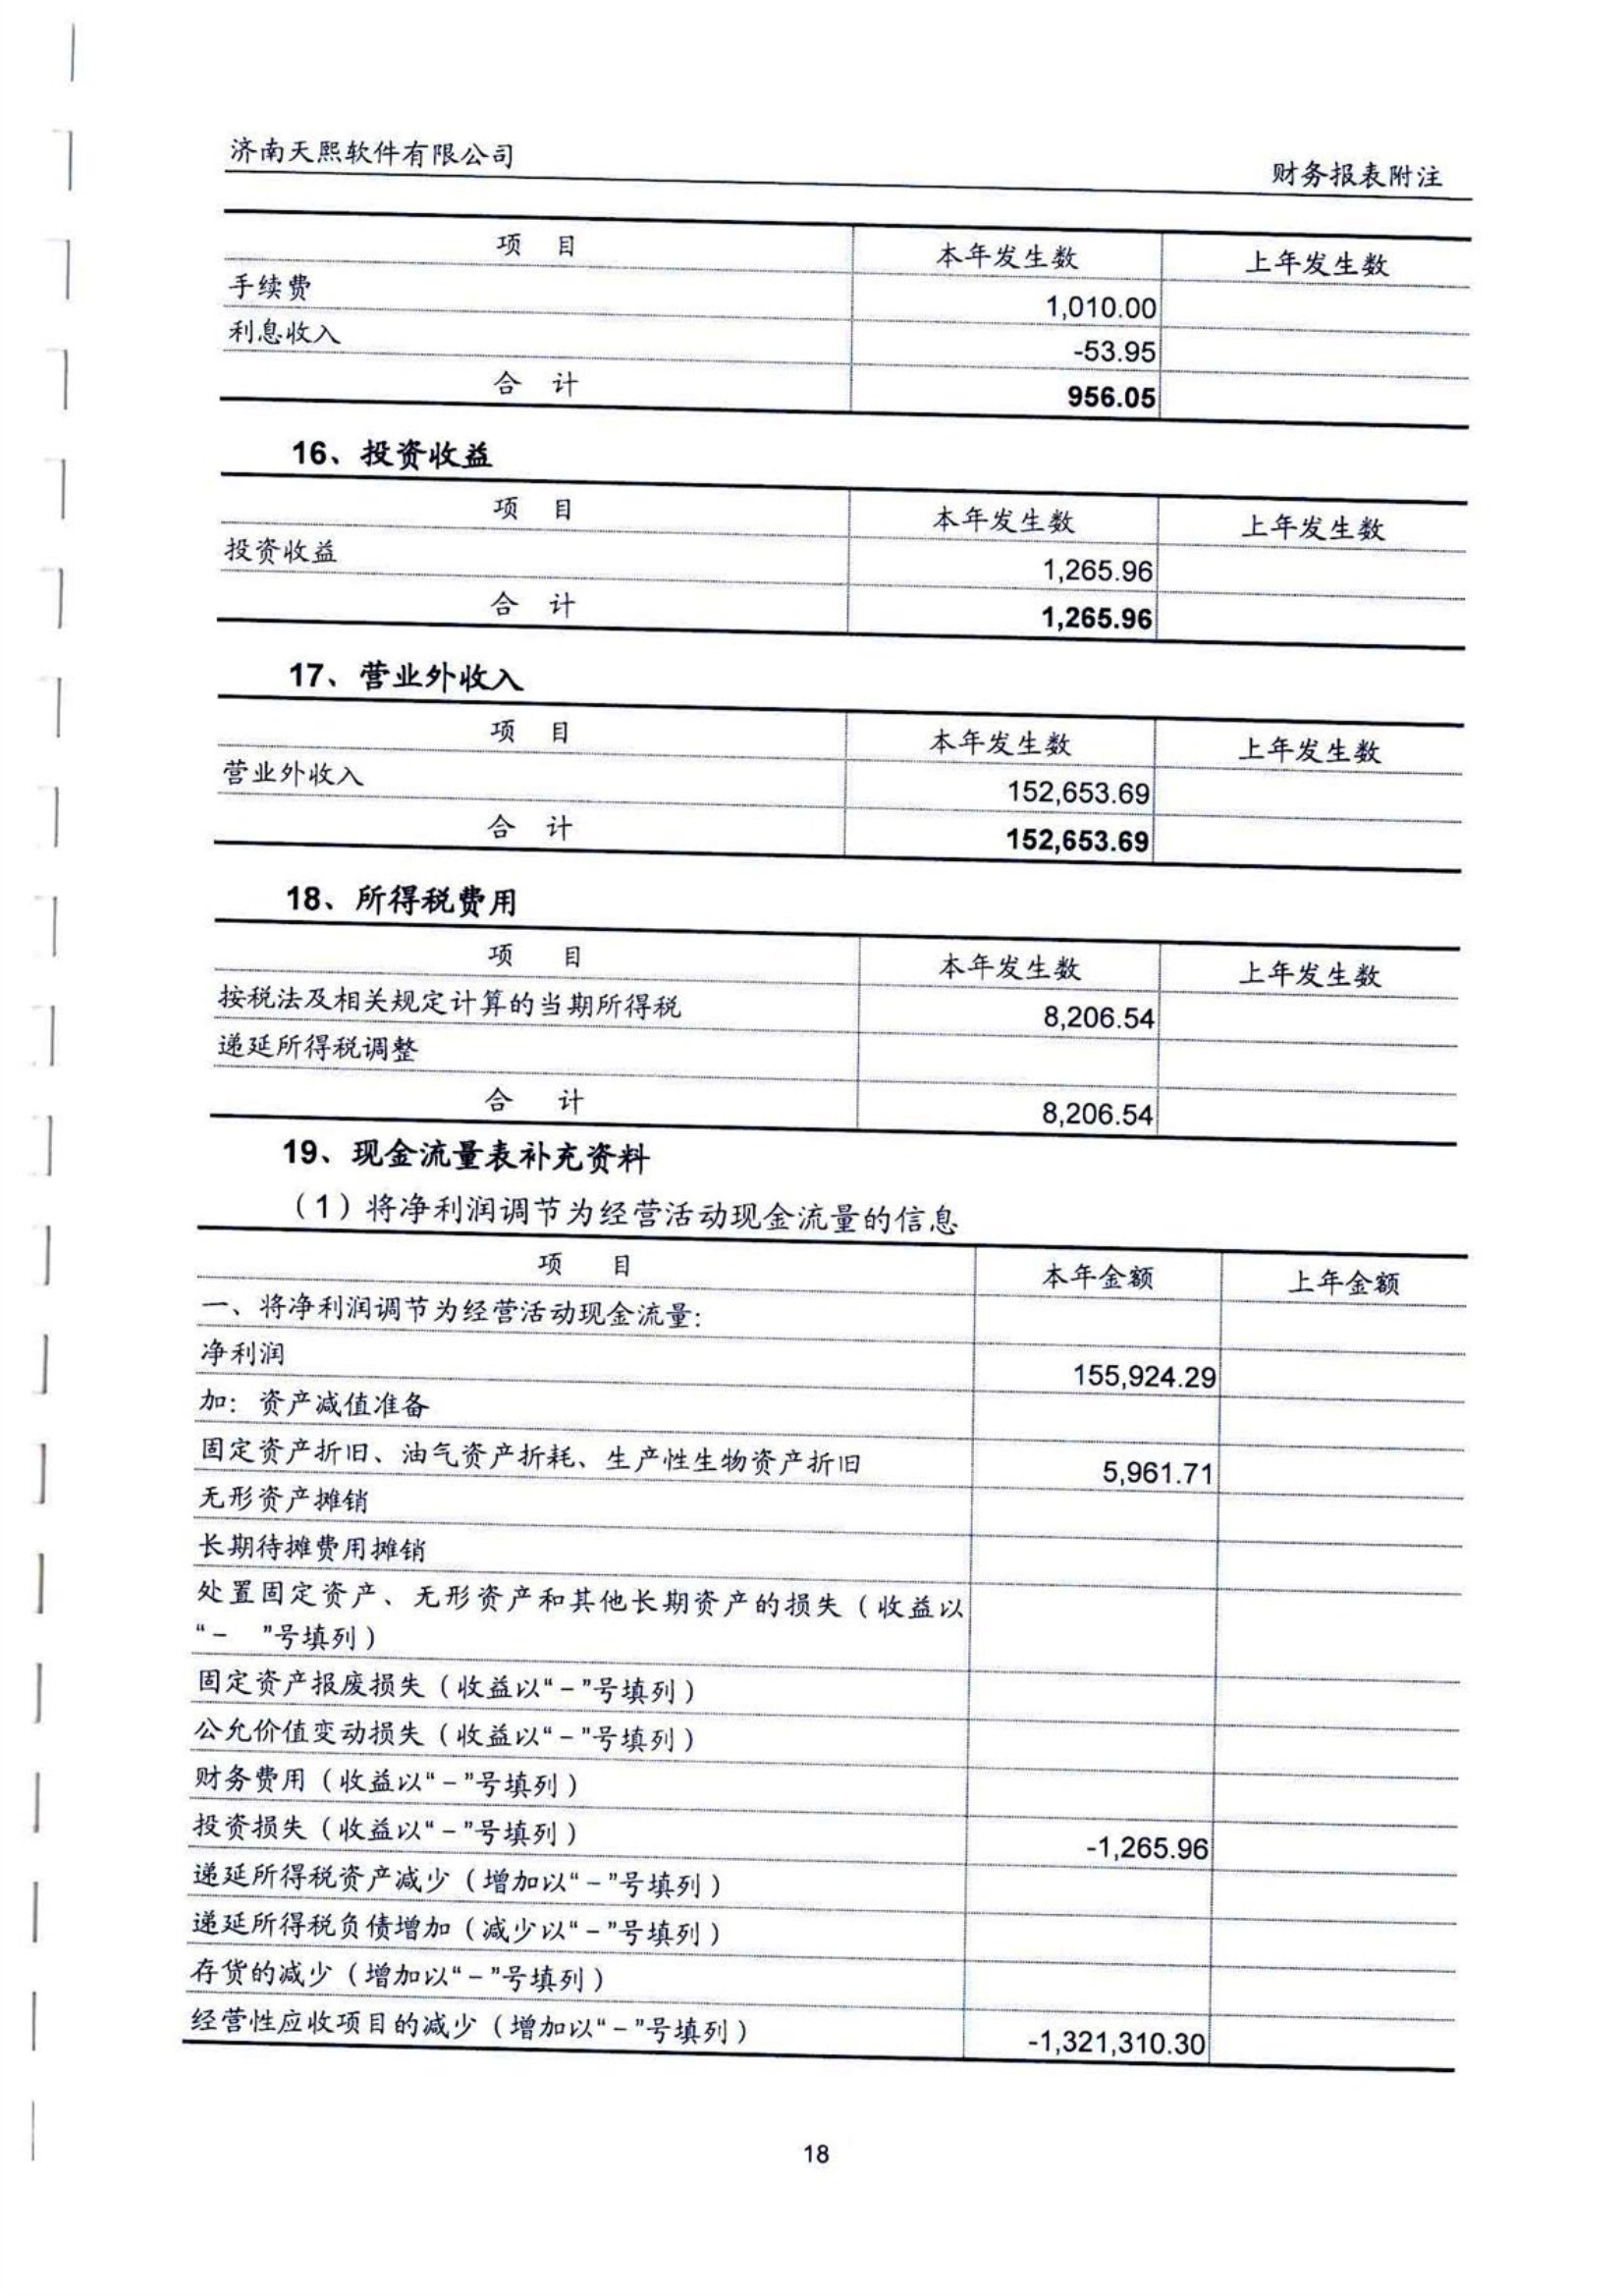 济南天熙软件有限公司 财务报表附注
项 目 本年发生数 上年发生数
手续费 1,010.00
利息收入 -53.95
合 计 956.05
16、投资收益
项 目 本年发生数 上年发生数
投资收益 1,265.96
合 计 1,265.96
17、营业外收入
项 目 本年发生数 上年发生数
营业外收入 152,653.69
合 计 152,653.69
18、所得税费用
项 目 本年发生数 上年发生数
按税法及相关规定计算的当期所得税 8,206.54
递延所得税调整
合 计 8,206.54
19、现金流量表补充资料
（1）将净利润调节为经营活动现金流量的信息
项 目 本年金额 上年金额
一、将净利润调节为经营活动现金流量：
净利润 155,924.29
加：资产减值准备
固定资产折旧、油气资产折耗、生产性生物资产折旧 5,961.71
无形资产摊销
长期待摊费用摊销
处置固定资产、无形资产和其他长期资产的损失（收益以
“－ ”号填列）
固定资产报废损失（收益以“－”号填列）
公允价值变动损失（收益以“－”号填列）
财务费用（收益以“－”号填列）
投资损失（收益以“－”号填列） -1,265.96
递延所得税资产减少（增加以“－”号填列）
递延所得税负债增加（减少以“－”号填列）
存货的减少（增加以“－”号填列）
经营性应收项目的减少（增加以“－”号填列） -1,321,310.30
18